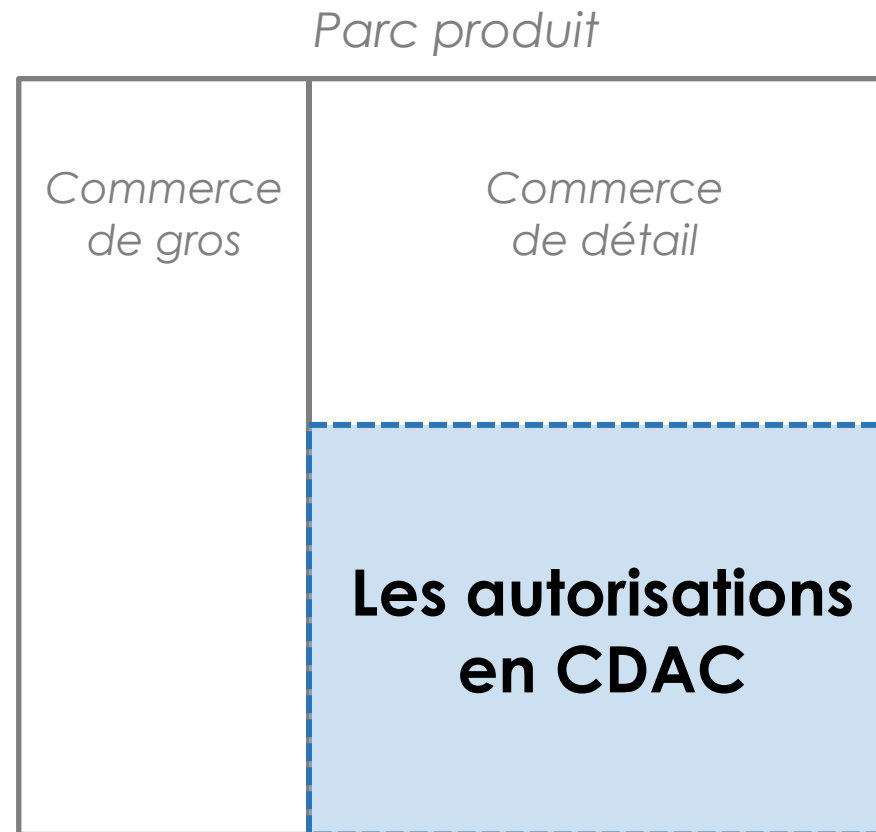 Parc produit
Commerce
de gros
Commerce
de détail
Les autorisations
en CDAC